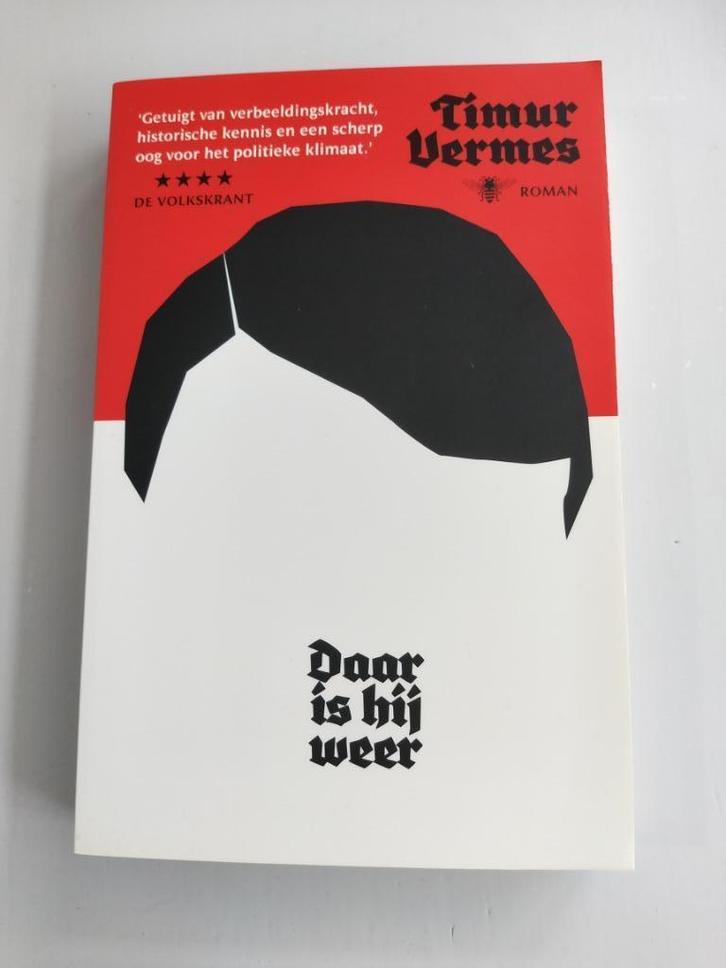 'Getuigt van verbeeldingskracht,
historische kennis en een scherp
oog voor het politieke klimaat.'
★★★★
DE VOLKSKRANT
Timur
Vermes
ROMAN
Daar
is hij
weer